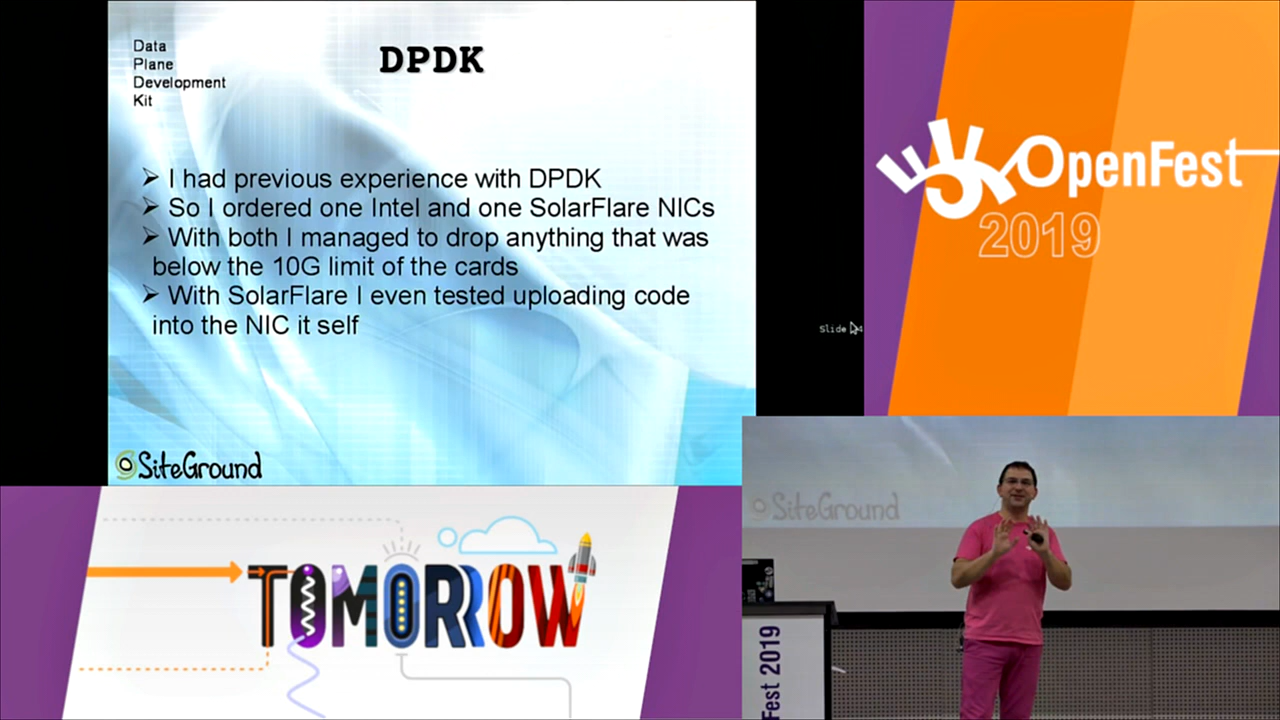 Data
Plane
Development
Kit
DPDK
➢ I had previous experience with DPDK
➢ So I ordered one Intel and one SolarFlare NICs
➢ With both I managed to drop anything that was
below the 10G limit of the cards
➢ With SolarFlare I even tested uploading code
into the NIC it self
SiteGround
Slide
OpenFest
2019
TOMORROW
SiteGround
Fest 2019